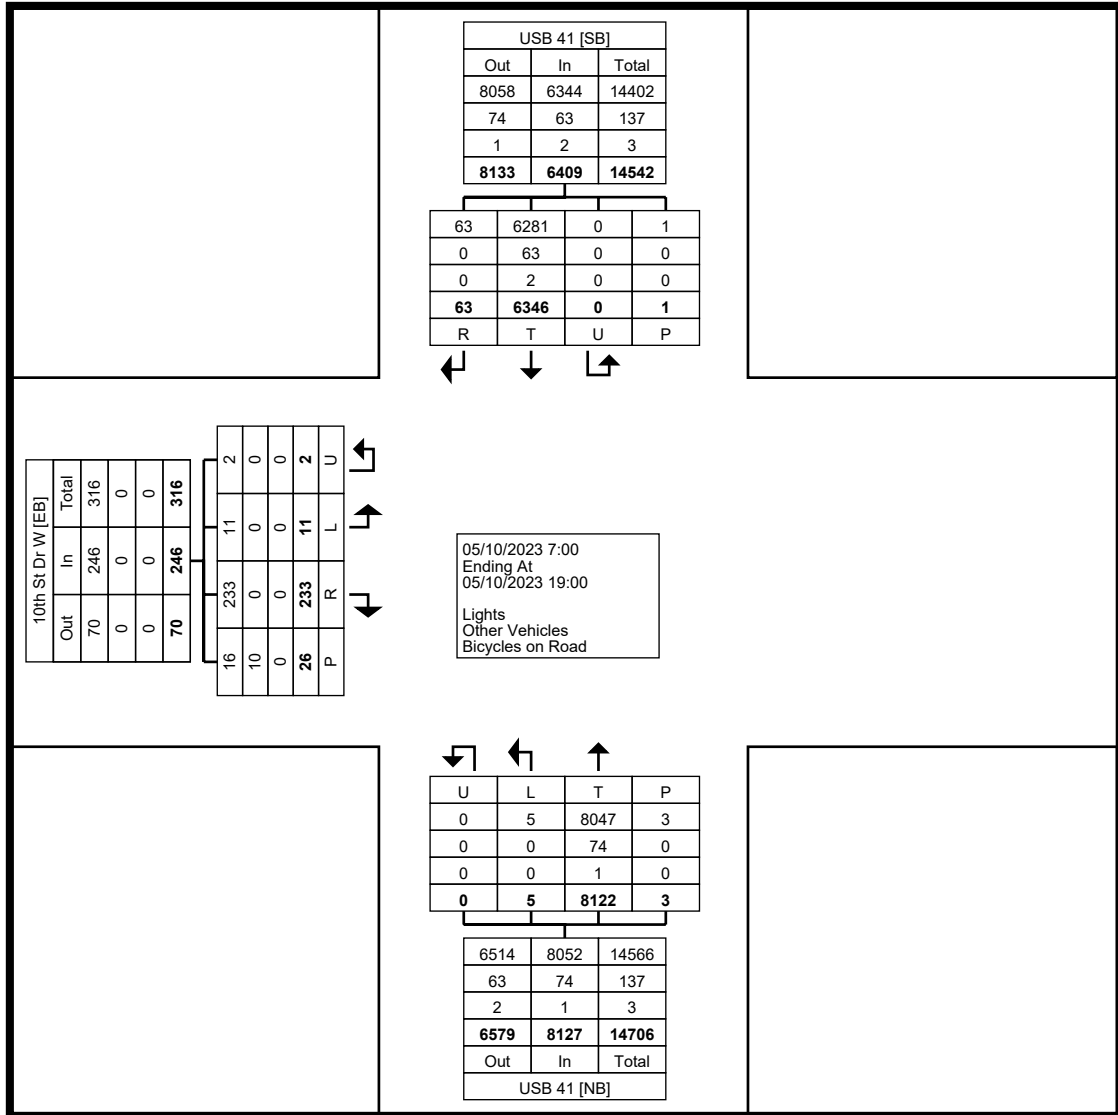 USB 41 [SB]
Out In Total
8058 6344 14402
74 63 137
1 2 3
8133 6409 14542
63 6281 0 1
0 63 0 0
0 2 0 0
63 6346 0 1
R T U P
10th St Dr W [EB]
Out In Total
70 246 316
0 0 0
0 0 0
70 246 316
16 233 11 2
10 0 0 0
0 0 0 0
26 233 11 2
P R L U
05/10/2023 7:00
Ending At
05/10/2023 19:00
Lights
Other Vehicles
Bicycles on Road
U L T P
0 5 8047 3
0 0 74 0
0 0 1 0
0 5 8122 3
6514 8052 14566
63 74 137
2 1 3
6579 8127 14706
Out In Total
USB 41 [NB]